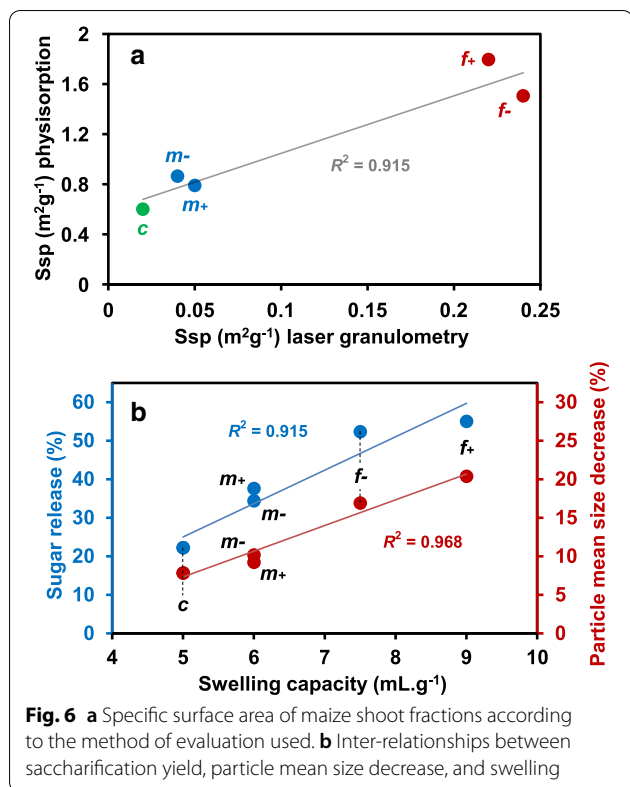 a
Ssp (m²g⁻¹) physisorption
2
1.6
1.2
0.8
0.4
0
f+
f-
m-
m+
c
R² = 0.915
0 0.05 0.1 0.15 0.2 0.25
Ssp (m²g⁻¹) laser granulometry
b
Sugar release (%)
60
50
40
30
20
10
0
R² = 0.915
m+
m-
f-
f+
m-
m+
c
R² = 0.968
30
25
20
15
10
5
0
Particle mean size decrease (%)
4 5 6 7 8 9 10
Swelling capacity (mL.g⁻¹)
Fig. 6 a Specific surface area of maize shoot fractions according
to the method of evaluation used. b Inter-relationships between
saccharification yield, particle mean size decrease, and swelling